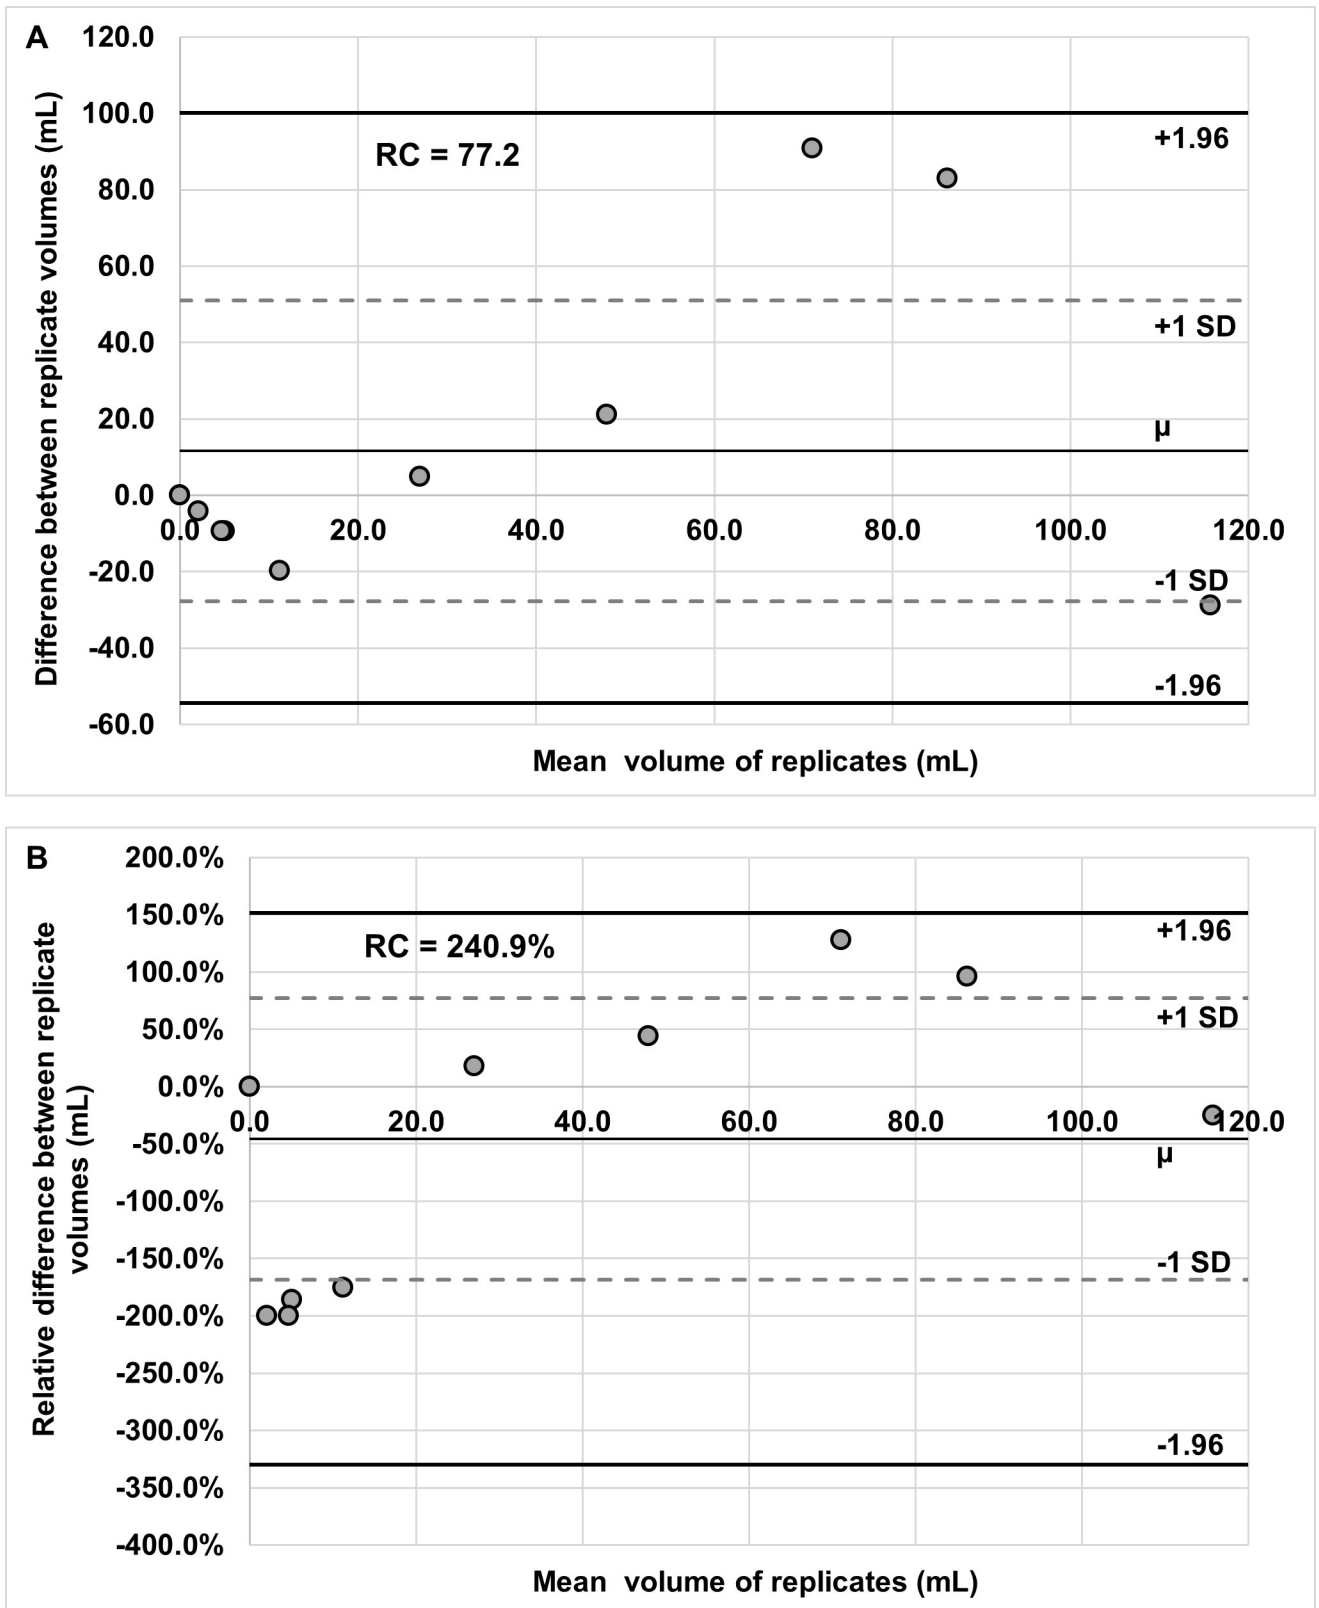 A
120.0
100.0
80.0
60.0
40.0
20.0
0.0
-20.0
-40.0
-60.0
Difference between replicate volumes (mL)
RC = 77.2
+1.96
+1 SD
µ
-1 SD
-1.96
0.0 20.0 40.0 60.0 80.0 100.0 120.0
Mean volume of replicates (mL)
B
200.0%
150.0%
100.0%
50.0%
0.0%
-50.0%
-100.0%
-150.0%
-200.0%
-250.0%
-300.0%
-350.0%
-400.0%
Relative difference between replicate
volumes (mL)
RC = 240.9%
+1.96
+1 SD
µ
-1 SD
-1.96
0.0 20.0 40.0 60.0 80.0 100.0 120.0
Mean volume of replicates (mL)